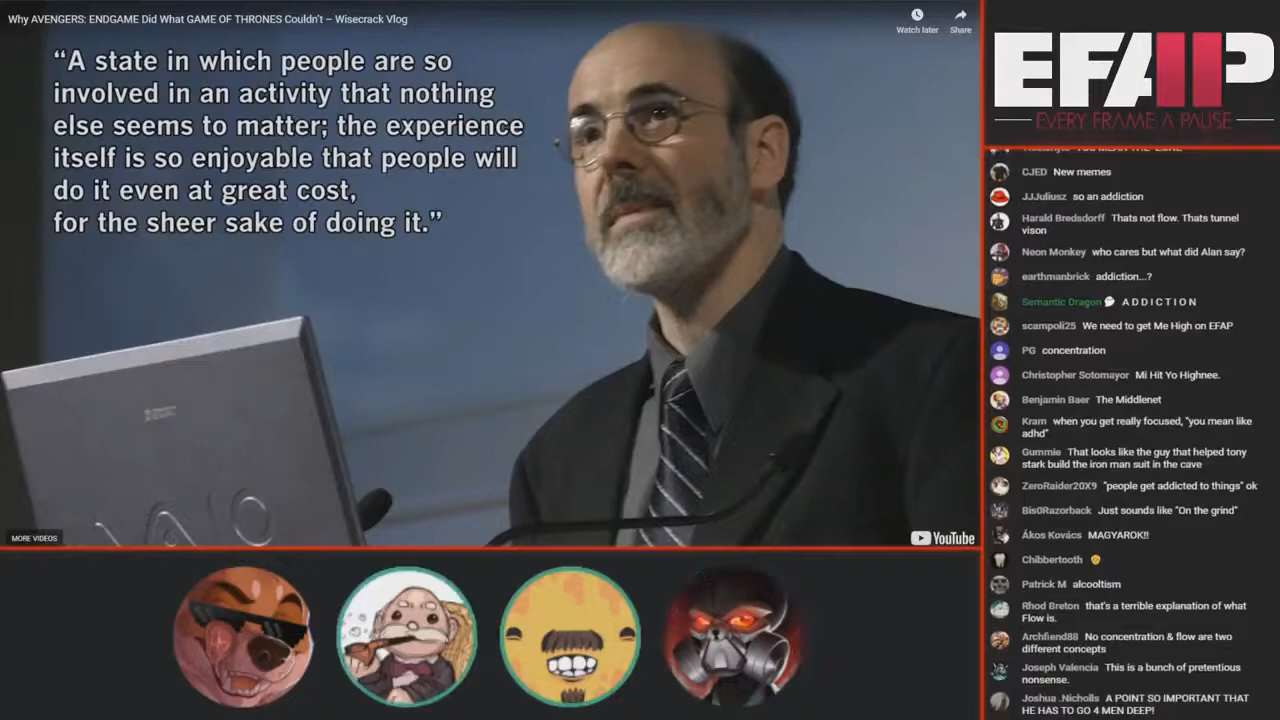 Why AVENGERS: ENDGAME Did What GAME OF THRONES Couldn't – Wisecrack Vlog
Watch later
Share
“A state in which people are so
involved in an activity that nothing
else seems to matter; the experience
itself is so enjoyable that people will
do it even at great cost,
for the sheer sake of doing it.”
VAIO
MORE VIDEOS
YouTube
EFAP
EVERY FRAME A PAUSE
CJED New memes
JJJuliusz so an addiction
Harald Bredsdorff Thats not flow. Thats tunnel
vison
Neon Monkey who cares but what did Alan say?
earthmanbrick addiction...?
Semantic Dragon A D D I C T I O N
scampoli25 We need to get Me High on EFAP
PG concentration
Christopher Sotomayor Mi Hit Yo Highnee.
Benjamin Baer The Middlenet
Kram when you get really focused, "you mean like
adhd"
Gummie That looks like the guy that helped tony
stark build the iron man suit in the cave
ZeroRaider20X9 "people get addicted to things" ok
Bis0Razorback Just sounds like "On the grind"
Ákos Kovács MAGYAROK!!
Chibbertooth
Patrick M alcooltism
Rhod Breton that's a terrible explanation of what
Flow is.
Archfiend88 No concentration & flow are two
different concepts
Joseph Valencia This is a bunch of pretentious
nonsense.
Joshua .Nicholls A POINT SO IMPORTANT THAT
HE HAS TO GO 4 MEN DEEP!